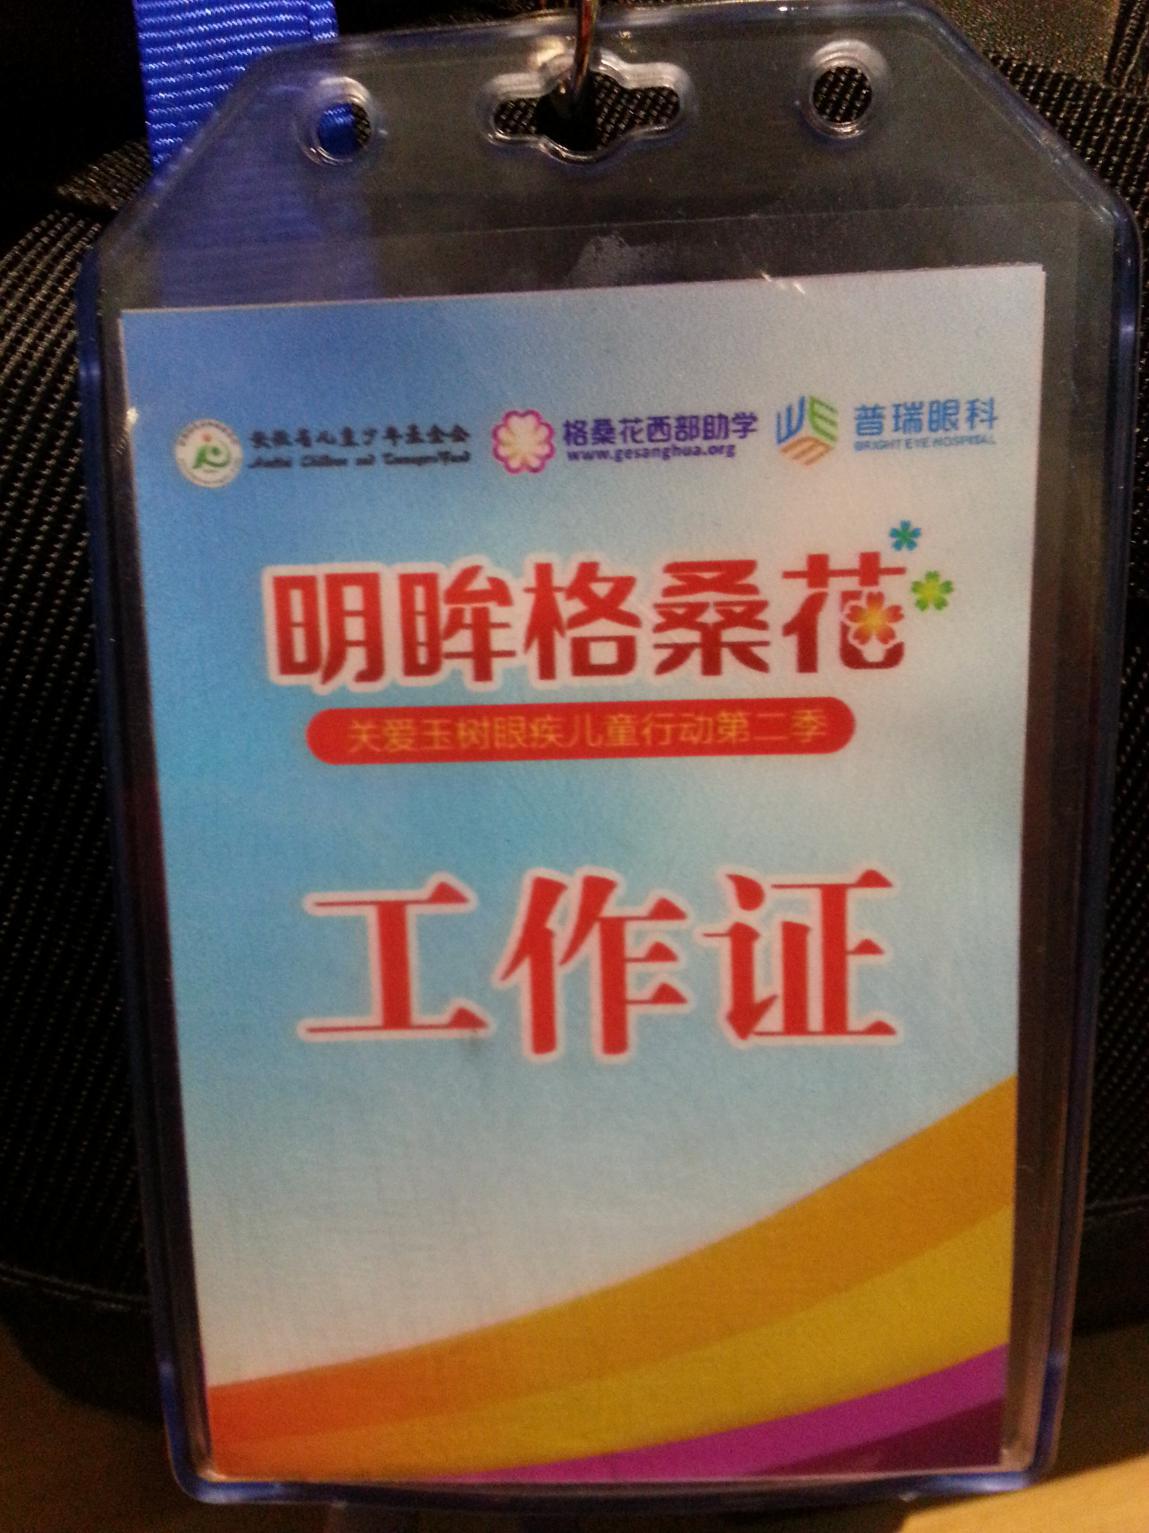 安徽省儿童少年基金会
格桑花西部助学
www.gesanghua.org
普瑞眼科
BRIGHT EYE HOSPITAL
明眸格桑花
关爱玉树眼疾儿童行动第二季
工作证